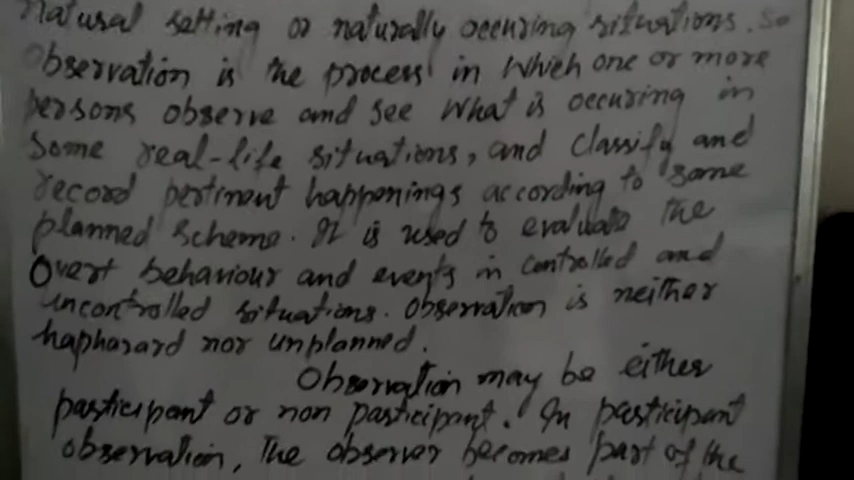 natural setting or naturally occuring situations. So
Observation is the process in which one or more
persons observe and see what is occuring in
some real-life situations, and classify and
record pertinent happenings according to some
planned scheme. It is used to evaluate the
Overt behaviour and events in controlled and
uncontrolled situations. Observation is neither
haphazard nor unplanned.
Observation may be either
participant or non participant. In participant
observation, The observer becomes part of the